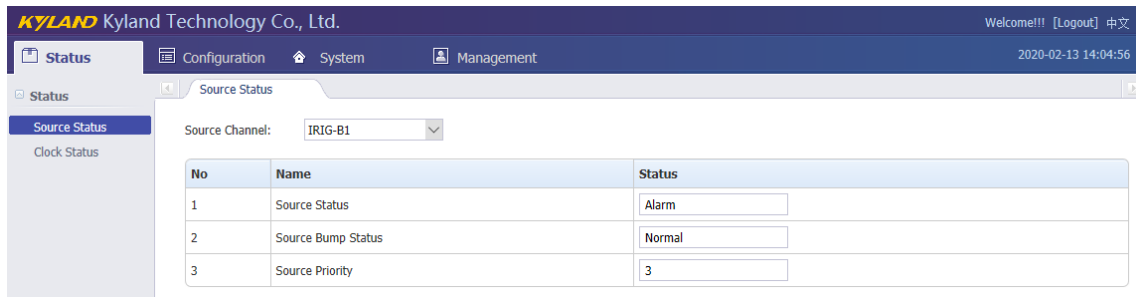 KYLAND Kyland Technology Co., Ltd. Welcome!!! [Logout] 中文
Status Configuration System Management 2020-02-13 14:04:56
Status
Source Status
Clock Status
Source Status
Source Channel: IRIG-B1
No Name Status
1 Source Status Alarm
2 Source Bump Status Normal
3 Source Priority 3